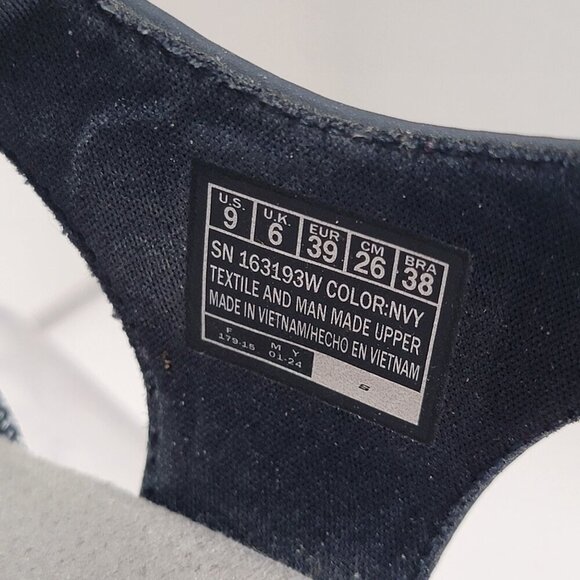 U.S. U.K. EUR CM BRA
9 6 39 26 38
SN 163193W COLOR:NVY
TEXTILE AND MAN MADE UPPER
MADE IN VIETNAM/HECHO EN VIETNAM
F M Y
179-15 01-24 S